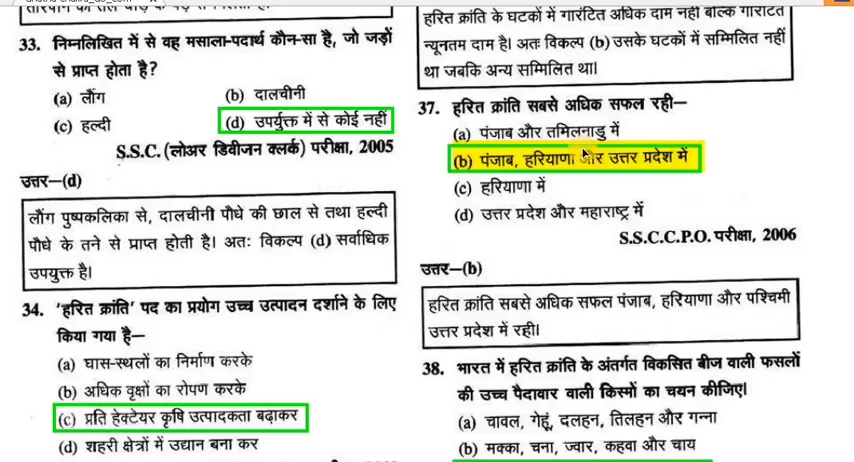 33. निम्नलिखित में से वह मसाला-पदार्थ कौन-सा है, जो जड़ों
से प्राप्त होता है?
(a) लौंग (b) दालचीनी
(c) हल्दी (d) उपर्युक्त में से कोई नहीं
S.S.C. (लोअर डिवीजन क्लर्क) परीक्षा, 2005
उत्तर—(d)
लौंग पुष्पकलिका से, दालचीनी पौधे की छाल से तथा हल्दी
पौधे के तने से प्राप्त होती है। अतः विकल्प (d) सर्वाधिक
उपयुक्त है।
34. 'हरित क्रांति' पद का प्रयोग उच्च उत्पादन दर्शाने के लिए
किया गया है—
(a) घास-स्थलों का निर्माण करके
(b) अधिक वृक्षों का रोपण करके
(c) प्रति हेक्टेयर कृषि उत्पादकता बढ़ाकर
(d) शहरी क्षेत्रों में उद्यान बना कर
हरित क्रांति के घटकों में गारंटित अधिक दाम नहीं बल्कि गारंटित
न्यूनतम दाम है। अतः विकल्प (b) उसके घटकों में सम्मिलित नहीं
था जबकि अन्य सम्मिलित था।
37. हरित क्रांति सबसे अधिक सफल रही—
(a) पंजाब और तमिलनाडु में
(b) पंजाब, हरियाणा और उत्तर प्रदेश में
(c) हरियाणा में
(d) उत्तर प्रदेश और महाराष्ट्र में
S.S.C.C.P.O. परीक्षा, 2006
उत्तर—(b)
हरित क्रांति सबसे अधिक सफल पंजाब, हरियाणा और पश्चिमी
उत्तर प्रदेश में रही।
38. भारत में हरित क्रांति के अंतर्गत विकसित बीज वाली फसलों
की उच्च पैदावार वाली किस्मों का चयन कीजिए।
(a) चावल, गेहूं, दलहन, तिलहन और गन्ना
(b) मक्का, चना, ज्वार, कहवा और चाय